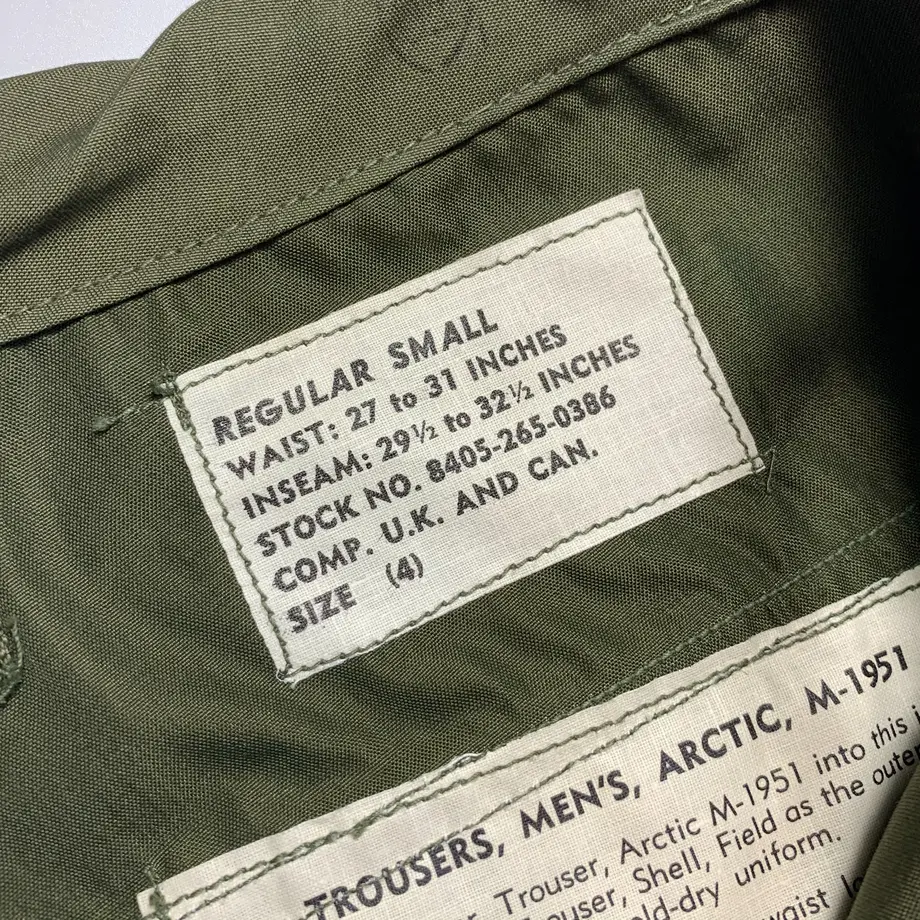 REGULAR SMALL
WAIST: 27 to 31 INCHES
INSEAM: 29½ to 32½ INCHES
STOCK NO. 8405-265-0386
COMP. U.K. AND CAN.
SIZE (4)
TROUSERS, MEN'S, ARCTIC, M-1951
Trouser, Arctic M-1951 into this
Shell, Field as the outer
uniform.
waist